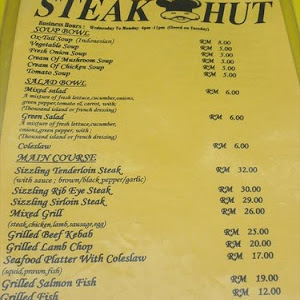 STEAK HUT
Business Hours: Wednesday To Monday 6pm - 11pm (Closed on Tuesday)
SOUP BOWL
Ox-Tail Soup (Indonesian) RM 8.00
Vegetable Soup RM 5.00
Fresh Onion Soup RM 5.00
Cream Of Mushroom Soup RM 5.00
Cream Of Chicken Soup RM 5.00
Tomato Soup RM 5.00
SALAD BOWL
Mixed salad RM 6.00
A mixture of fresh lettuce,cucumber,onions,
green pepper,tomato oil, carrot, with;
(Thousand island or french dressing)
Green Salad RM 6.00
A mixture of fresh lettuce,cucumber,
onions,green pepper, with;
(Thousand island or french dressing)
Coleslaw RM 6.00
MAIN COURSE
Sizzling Tenderloin Steak RM 32.00
(with sauce : brown/black pepper/garlic)
Sizzling Rib Eye Steak RM 30.00
Sizzling Sirloin Steak RM 29.00
Mixed Grill RM 26.00
(steak,chicken,lamb,sausage,egg)
Grilled Beef Kebab RM 25.00
Grilled Lamb Chop RM 20.00
Seafood Platter With Coleslaw RM 17.00
(squid,prawn,fish)
Grilled Salmon Fish RM 19.00
Grilled Fish RM 12.00